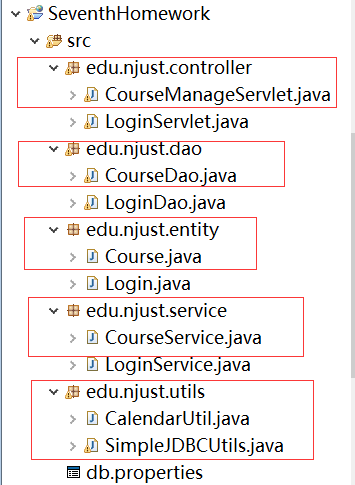 SeventhHomework
src
edu.njust.controller
CourseManageServlet.java
LoginServlet.java
edu.njust.dao
CourseDao.java
LoginDao.java
edu.njust.entity
Course.java
Login.java
edu.njust.service
CourseService.java
LoginService.java
edu.njust.utils
CalendarUtil.java
SimpleJDBCUtils.java
db.properties